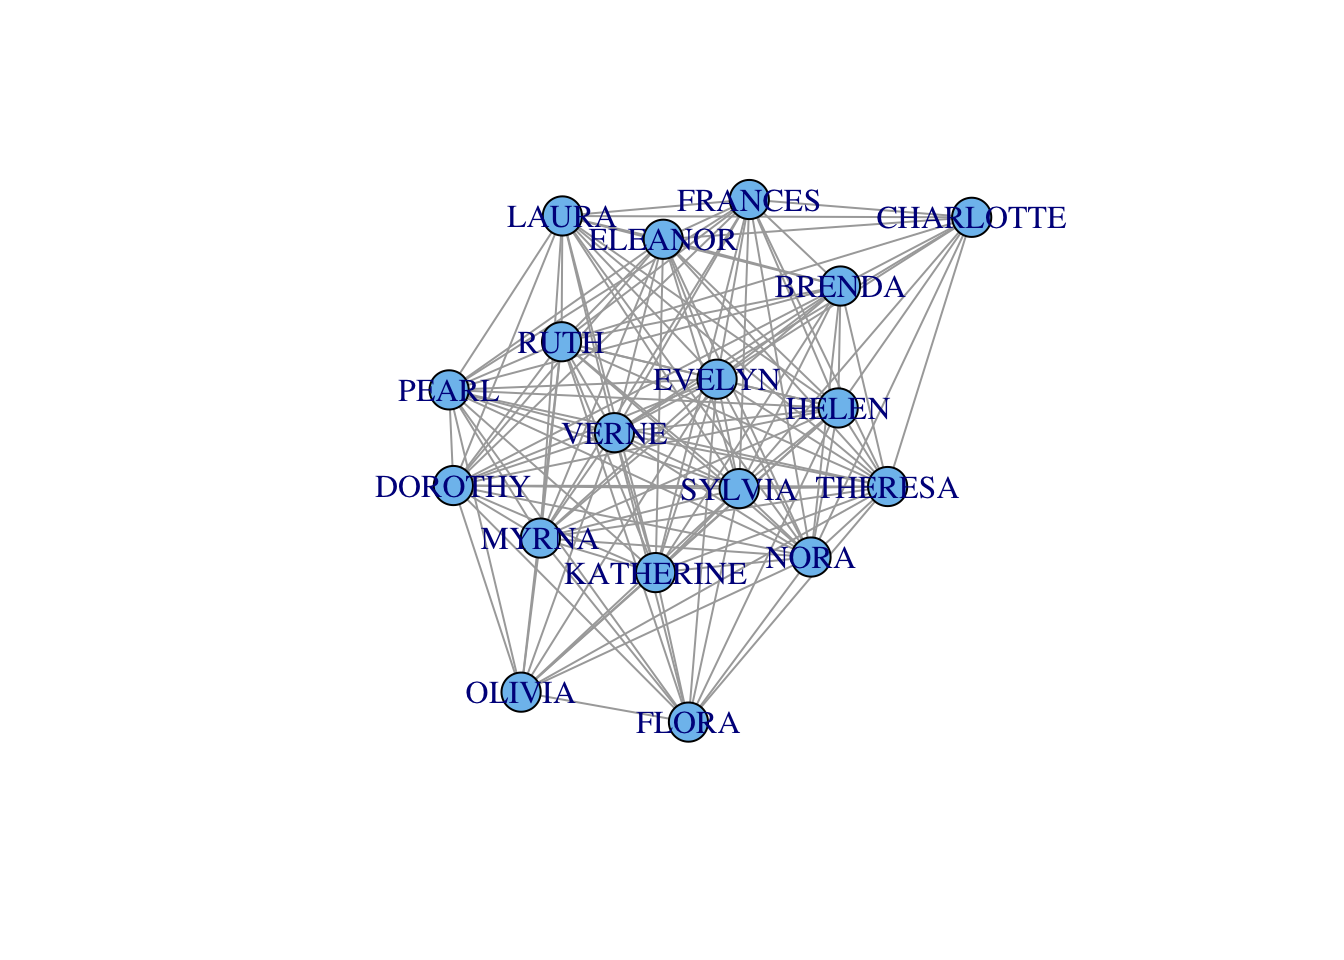 FRANCES
LAURA
CHARLOTTE
ELEANOR
BRENDA
RUTH
EVELYN
PEARL
HELEN
VERNE
DOROTHY
SYLVIA
THERESA
MYRNA
NORA
KATHERINE
OLIVIA
FLORA